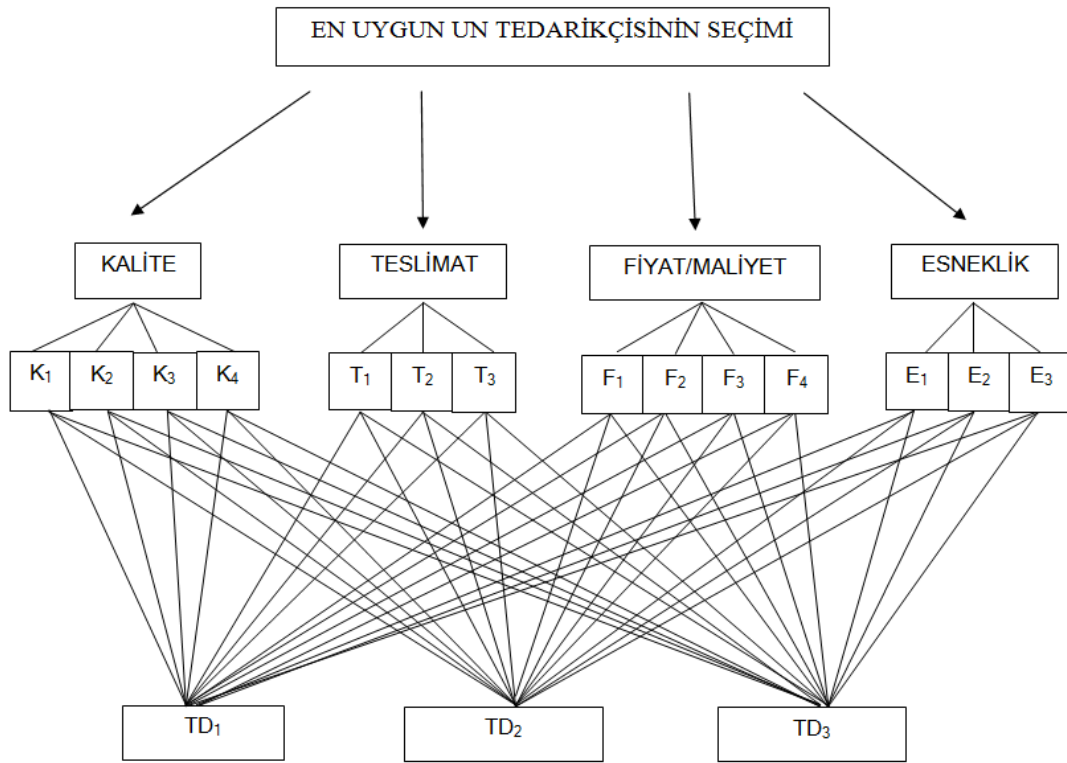 EN UYGUN UN TEDARİKÇİSİNİN SEÇİMİ
KALİTE TESLİMAT FİYAT/MALİYET ESNEKLİK
K₁ K₂ K₃ K₄ T₁ T₂ T₃ F₁ F₂ F₃ F₄ E₁ E₂ E₃
TD₁ TD₂ TD₃